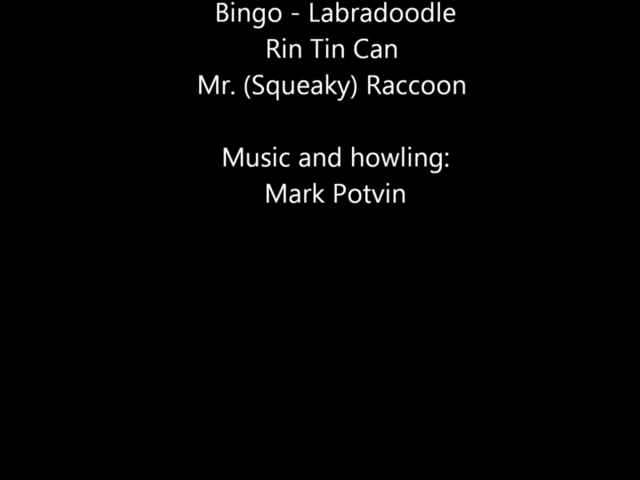 Bingo - Labradoodle
Rin Tin Can
Mr. (Squeaky) Raccoon
Music and howling:
Mark Potvin